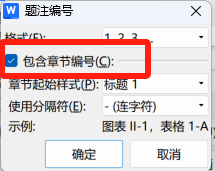 W 题注编号
格式(F): 1, 2, 3 ...
包含章节编号(C):
章节起始样式(P): 标题 1
使用分隔符(E): - (连字符)
示例: 图表 II-1，表格 1-A
确定 取消